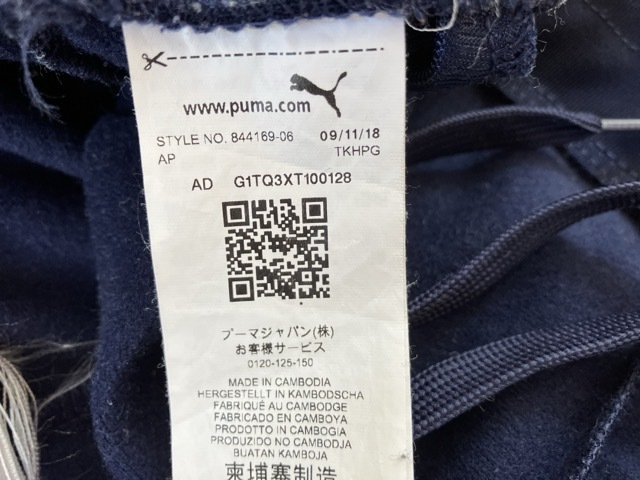 www.puma.com
STYLE NO. 844169-06 09/11/18
AP TKHPG
AD G1TQ3XT100128
プーマジャパン(株)
お客様サービス
0120-125-150
MADE IN CAMBODIA
HERGESTELLT IN KAMBODSCHA
FABRIQUÉ AU CAMBODGE
FABRICADO EN CAMBOYA
PRODOTTO IN CAMBOGIA
PRODUZIDO NO CAMBODJA
BUATAN KAMBOJA
柬埔寨制造